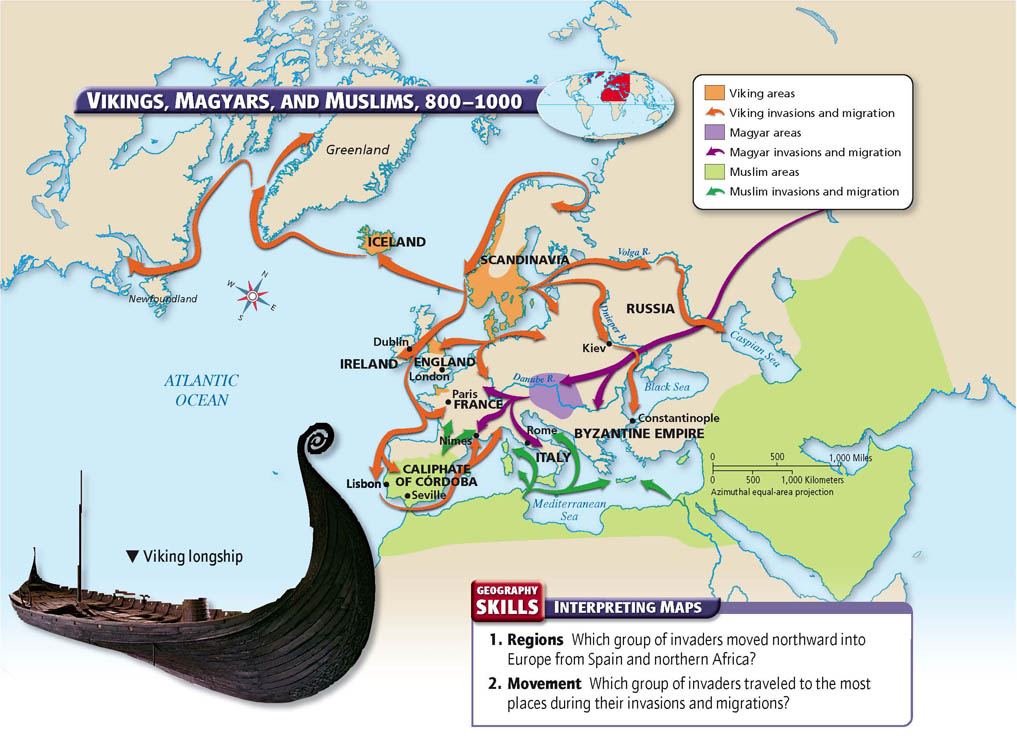 VIKINGS, MAGYARS, AND MUSLIMS, 800–1000
Viking areas
Viking invasions and migration
Magyar areas
Magyar invasions and migration
Muslim areas
Muslim invasions and migration
Greenland
ICELAND
SCANDINAVIA
Volga R.
Newfoundland
N
W
E
S
RUSSIA
Dnieper R.
Caspian Sea
Dublin
Kiev
IRELAND
ENGLAND
London
ATLANTIC
OCEAN
Danube R.
Black Sea
Paris
FRANCE
Constantinople
Rome
BYZANTINE EMPIRE
Nimes
ITALY
0 500 1,000 Miles
0 500 1,000 Kilometers
Azimuthal equal-area projection
CALIPHATE
OF CÓRDOBA
Lisbon
Seville
Mediterranean
Sea
▼ Viking longship
GEOGRAPHY
SKILLS
INTERPRETING MAPS
1. Regions Which group of invaders moved northward into
Europe from Spain and northern Africa?
2. Movement Which group of invaders traveled to the most
places during their invasions and migrations?